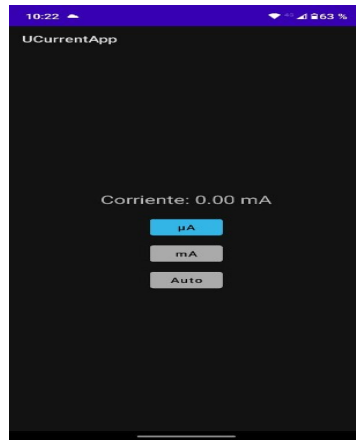 10:22 63 %
UCurrentApp
Corriente: 0.00 mA
µA
mA
Auto